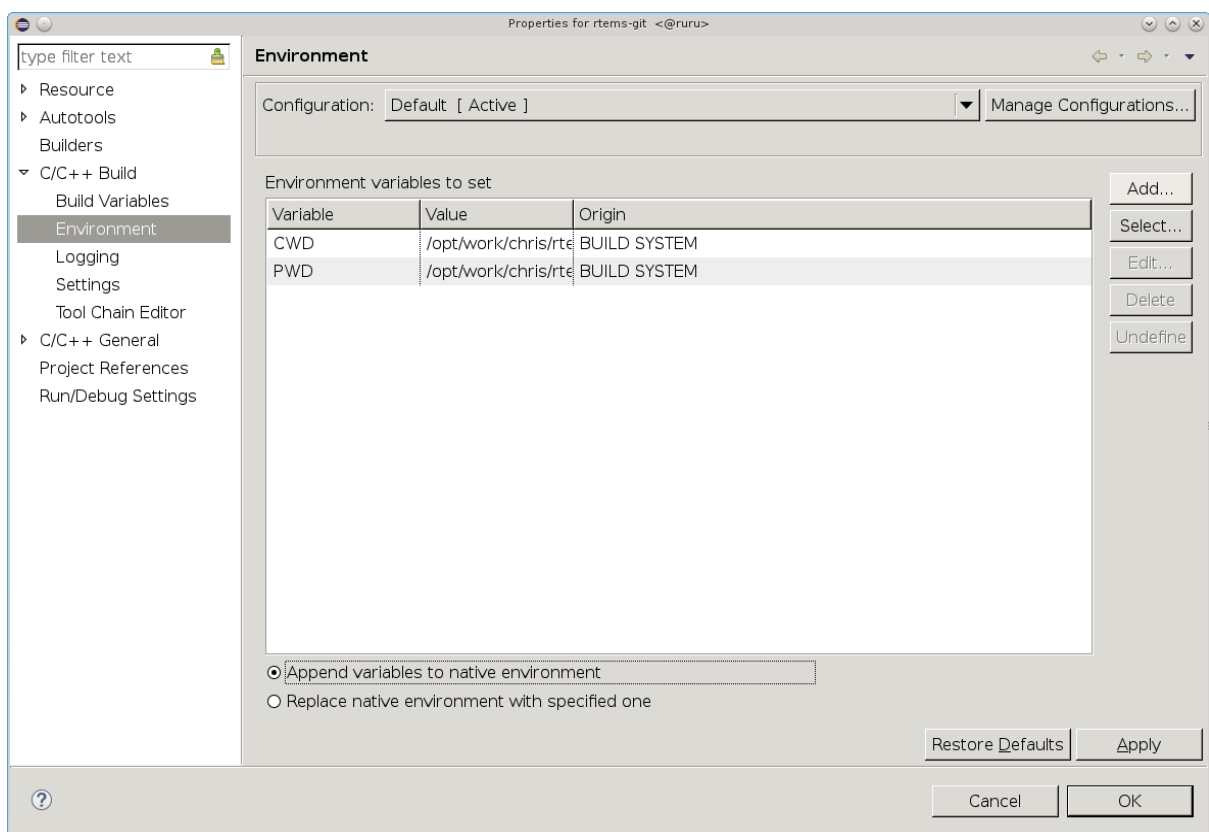 Properties for rtems-git <@ruru>
type filter text
Resource
Autotools
Builders
C/C++ Build
Build Variables
Environment
Logging
Settings
Tool Chain Editor
C/C++ General
Project References
Run/Debug Settings
Environment
Configuration: Default [ Active ] Manage Configurations...
Environment variables to set
Variable Value Origin
CWD /opt/work/chris/rte BUILD SYSTEM
PWD /opt/work/chris/rte BUILD SYSTEM
Add...
Select...
Edit...
Delete
Undefine
Append variables to native environment
Replace native environment with specified one
Restore Defaults Apply
Cancel OK